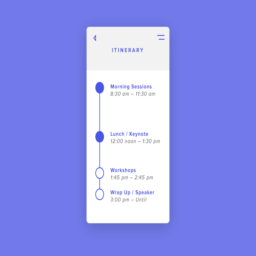 ITINERARY
Morning Sessions
8:30 am – 11:30 am
Lunch / Keynote
12:00 noon – 1:30 pm
Workshops
1:45 pm – 2:45 pm
Wrap Up / Speaker
3:00 pm – Until